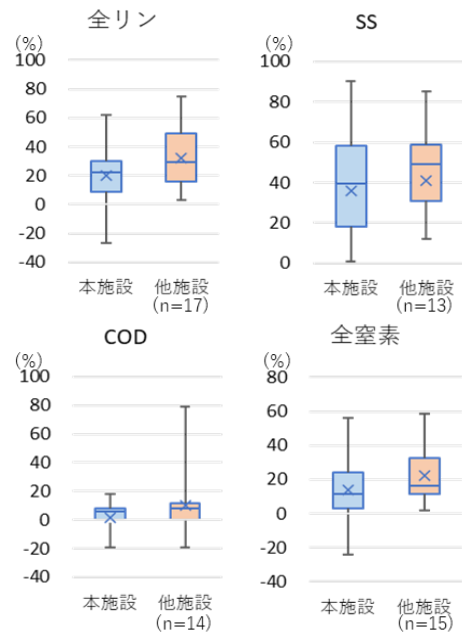 全リン
(%)
100
80
60
40
20
0
-20
-40
本施設
他施設
(n=17)
SS
(%)
100
80
60
40
20
0
本施設
他施設
(n=13)
COD
(%)
100
80
60
40
20
0
-20
-40
本施設
他施設
(n=14)
全窒素
(%)
80
60
40
20
0
-20
-40
本施設
他施設
(n=15)